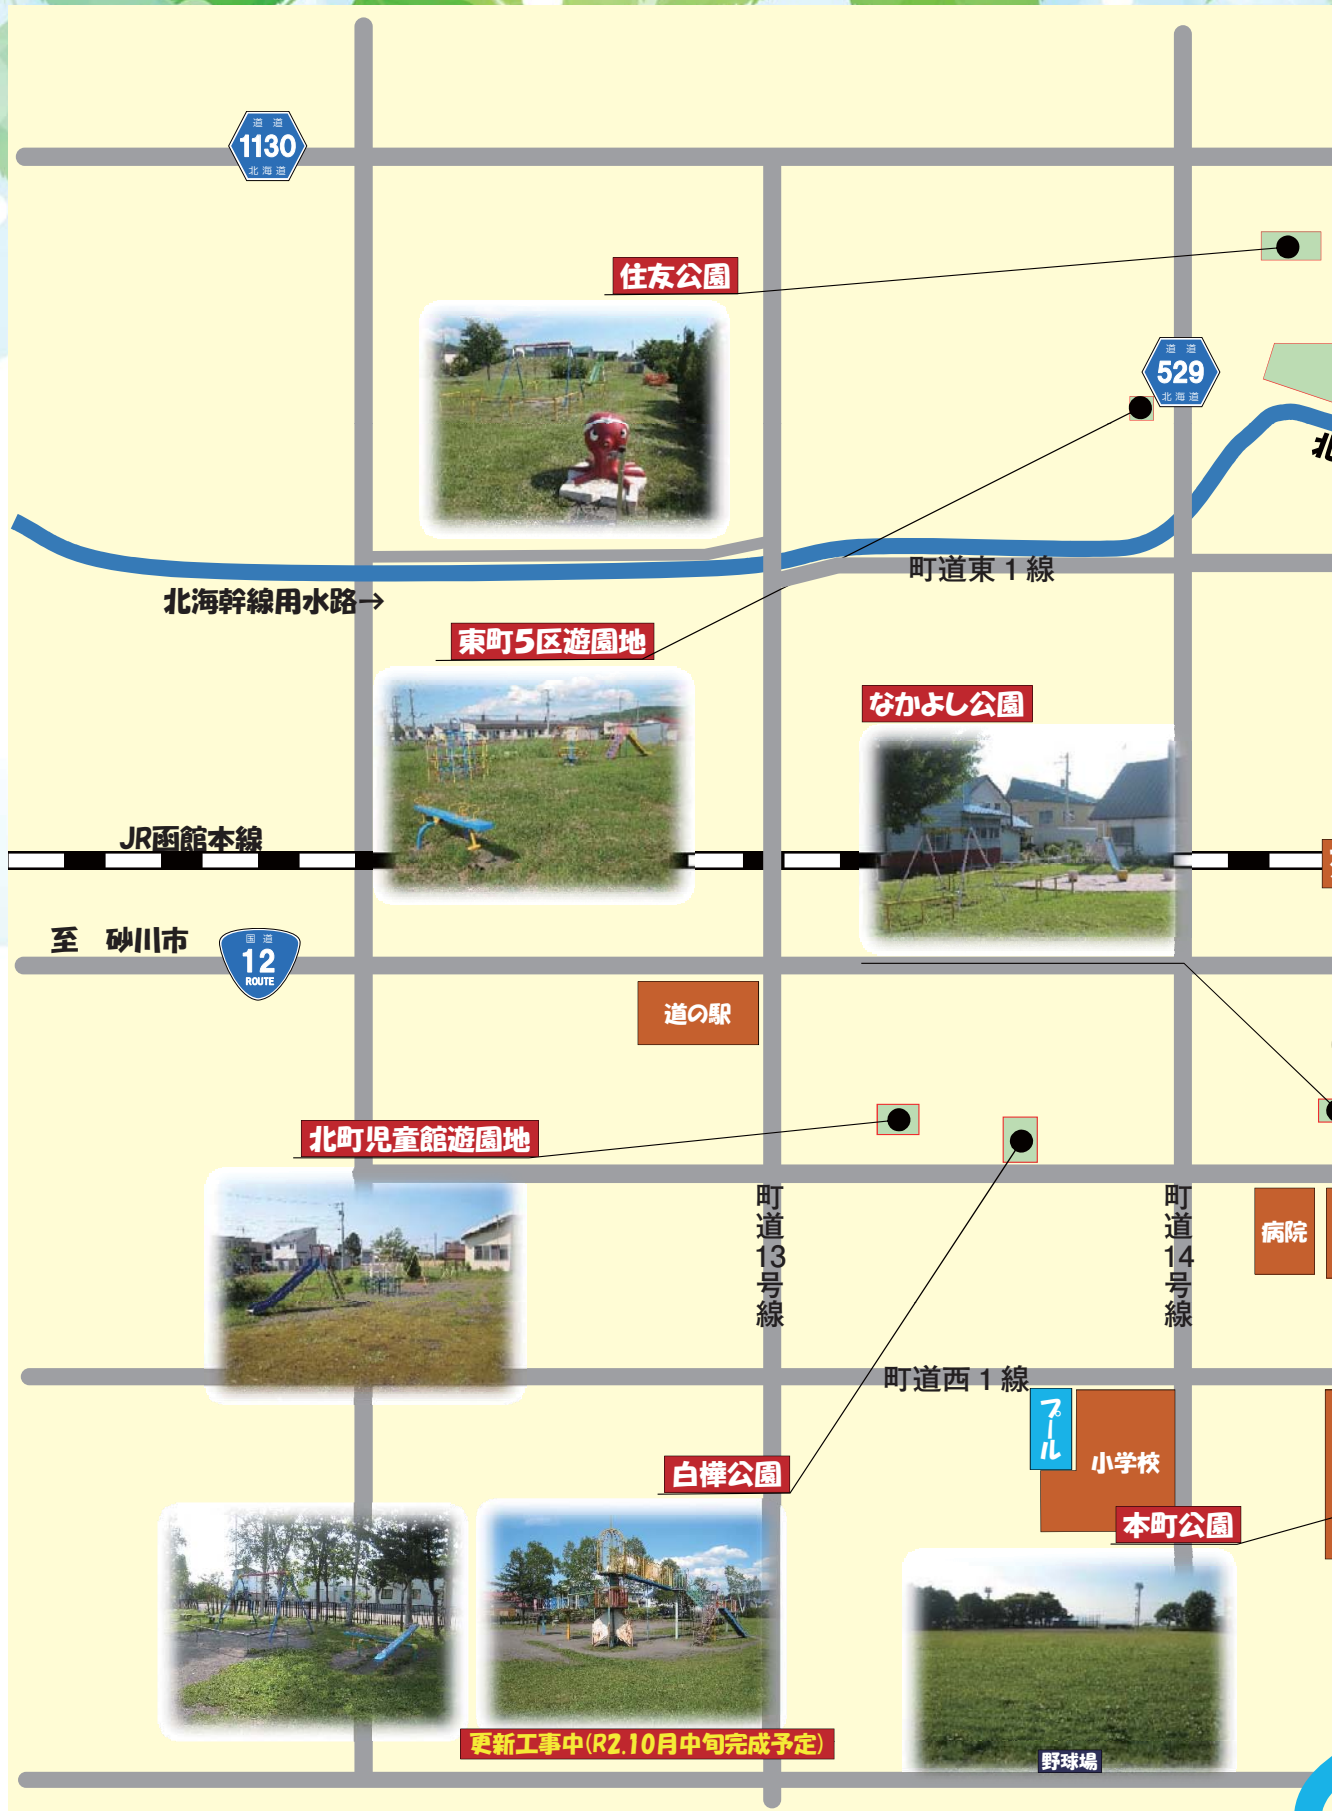 道道
1130
北海道
住友公園
道道
529
北海道
北
町道東1線
北海幹線用水路→
東町5区遊園地
なかよし公園
JR函館本線
至 砂川市
国道
12
ROUTE
道の駅
北町児童館遊園地
町道13号線
町道14号線
病院
町道西1線
プール
小学校
白樺公園
本町公園
更新工事中(R2.10月中旬完成予定)
野球場